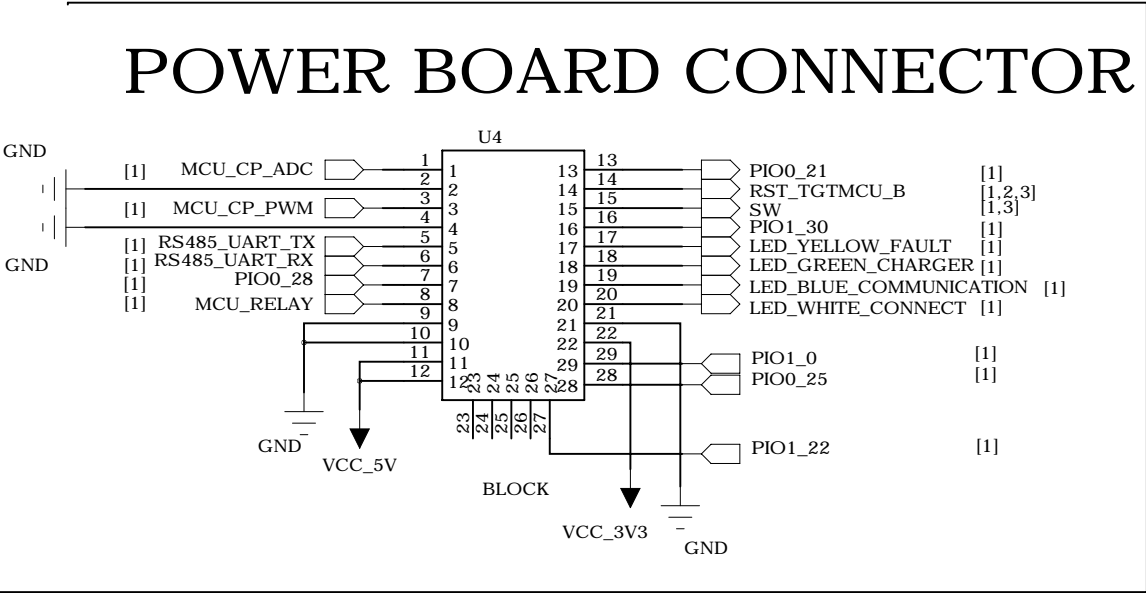 POWER BOARD CONNECTOR
U4
GND
[1] MCU_CP_ADC 1 1 13 13 PIO0_21 [1]
2 2 14 14 RST_TGTMCU_B [1,2,3]
[1] MCU_CP_PWM 3 3 15 15 SW [1,3]
4 4 16 16 PIO1_30 [1]
GND
[1] RS485_UART_TX 5 5 17 17 LED_YELLOW_FAULT [1]
[1] RS485_UART_RX 6 6 18 18 LED_GREEN_CHARGER [1]
[1] PIO0_28 7 7 19 19 LED_BLUE_COMMUNICATION [1]
[1] MCU_RELAY 8 8 20 20 LED_WHITE_CONNECT [1]
9 9 21 21
10 10 22 22
11 11 29 29 PIO1_0 [1]
12 12 28 28 PIO0_25 [1]
23 24 25 26 27
23 24 25 26 27
GND
PIO1_22 [1]
VCC_5V
BLOCK
VCC_3V3
GND